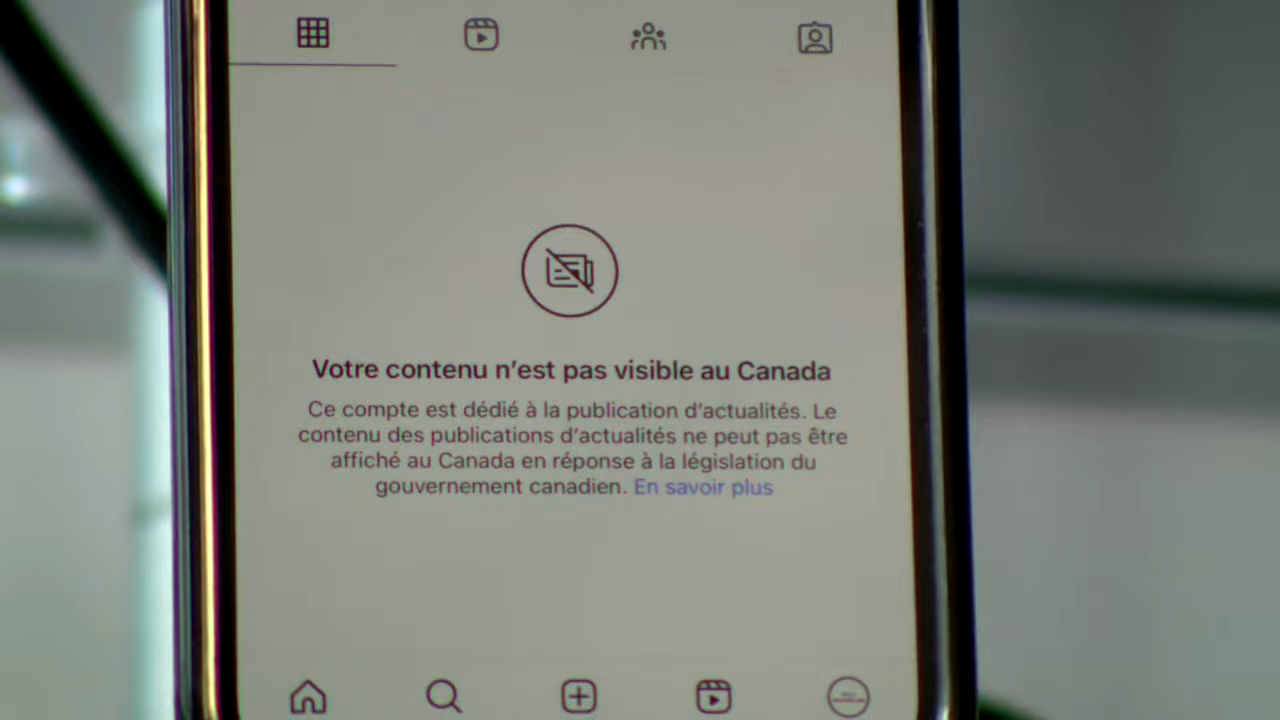 Votre contenu n'est pas visible au Canada
Ce compte est dédié à la publication d'actualités. Le
contenu des publications d'actualités ne peut pas être
affiché au Canada en réponse à la législation du
gouvernement canadien. En savoir plus